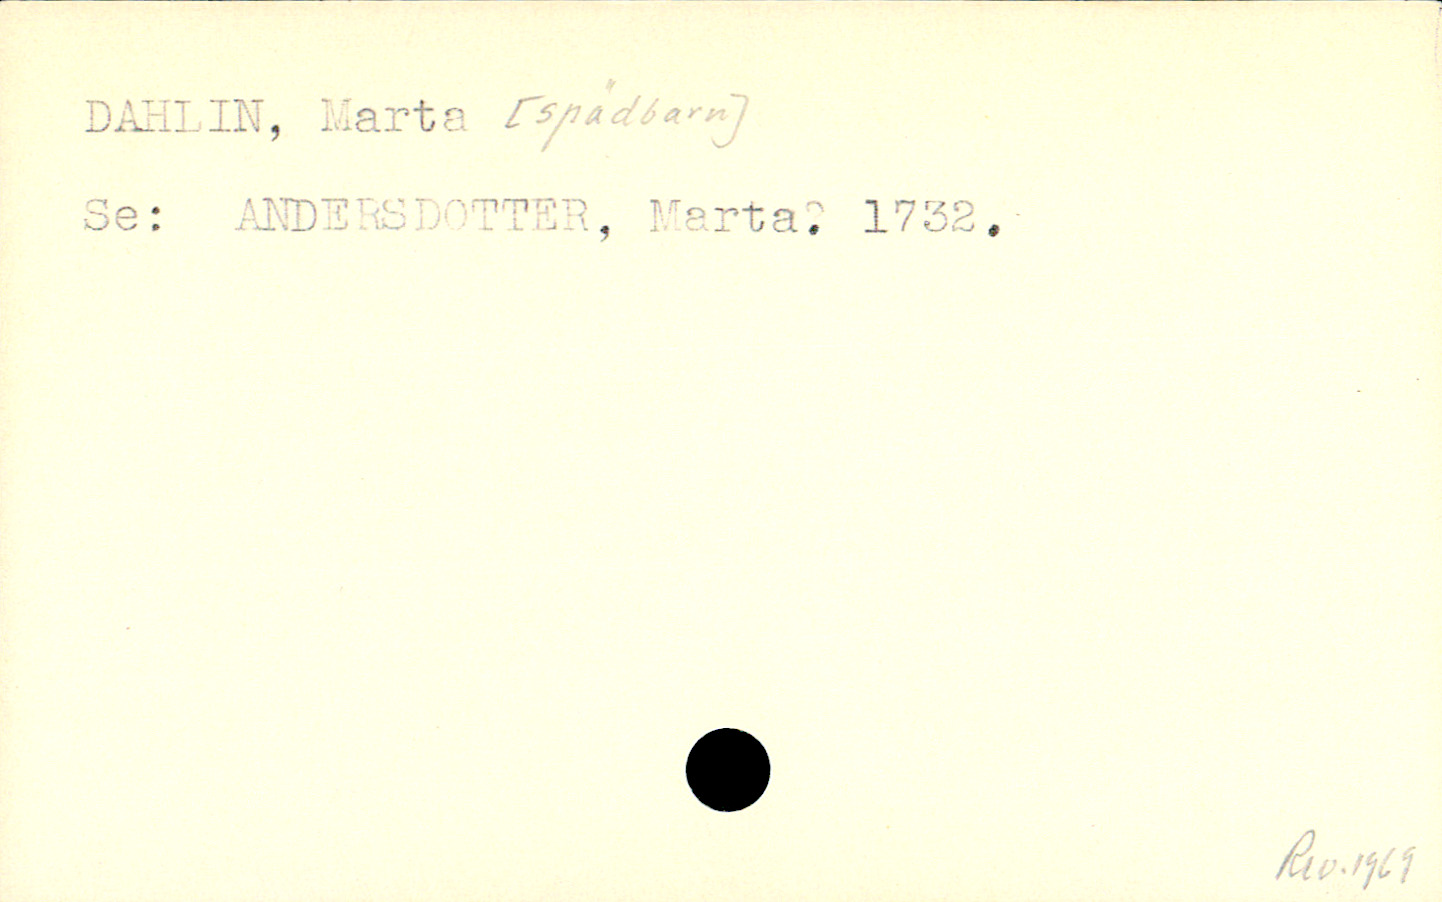 DAHLIN, Marta [spädbarn]
Se: ANDERSDOTTER, Marta? 1732.
Rev. 1969